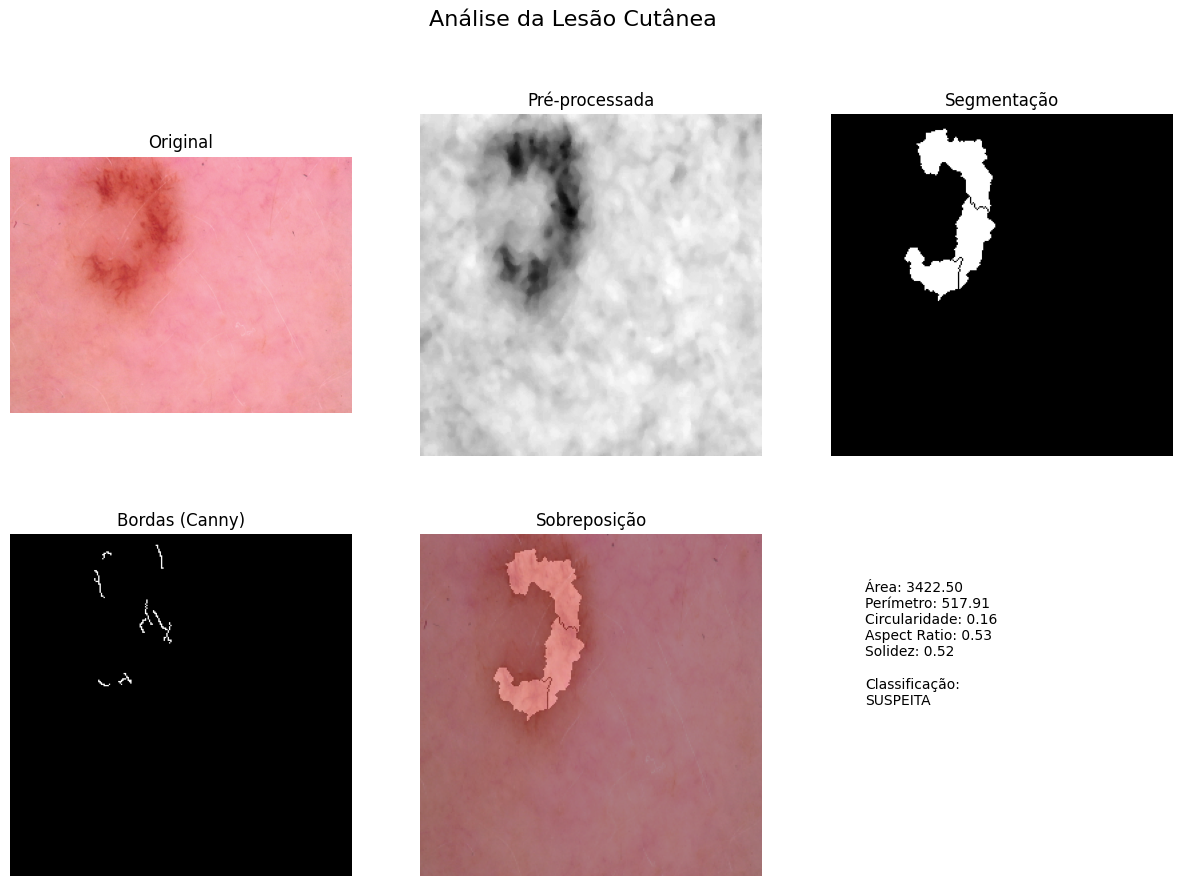 Análise da Lesão Cutânea
Original
Pré-processada
Segmentação
Bordas (Canny)
Sobreposição
Área: 3422.50
Perímetro: 517.91
Circularidade: 0.16
Aspect Ratio: 0.53
Solidez: 0.52
Classificação:
SUSPEITA